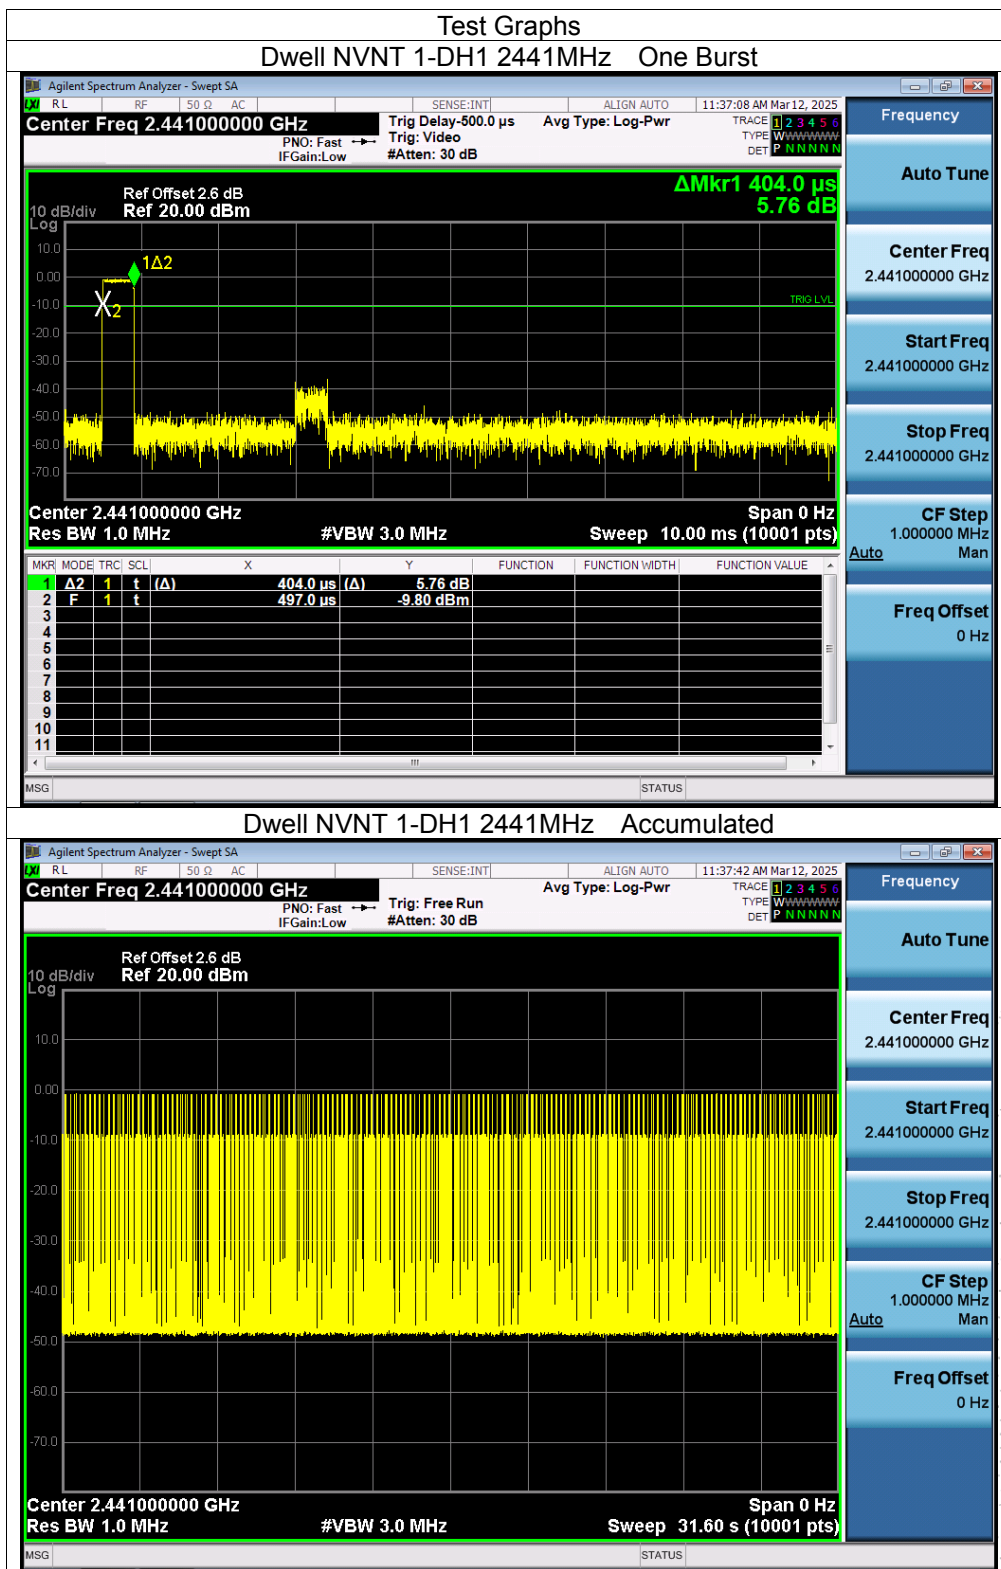 Test Graphs
Dwell NVNT 1-DH1 2441MHz One Burst
Agilent Spectrum Analyzer - Swept SA
LXI RL RF 50 Ω AC SENSE:INT ALIGN AUTO 11:37:08 AM Mar 12, 2025
Center Freq 2.441000000 GHz
PNO: Fast
IFGain:Low
Trig Delay-500.0 µs
Trig: Video
#Atten: 30 dB
Avg Type: Log-Pwr
TRACE 1 2 3 4 5 6
TYPE WWWWWW
DET P N N N N N
Ref Offset 2.6 dB
10 dB/div Ref 20.00 dBm
Log
ΔMkr1 404.0 µs
5.76 dB
10.0
0.00
-10.0
-20.0
-30.0
-40.0
-50.0
-60.0
-70.0
1Δ2
X2
TRIG LVL
Center 2.441000000 GHz Span 0 Hz
Res BW 1.0 MHz #VBW 3.0 MHz Sweep 10.00 ms (10001 pts)
MKR MODE TRC SCL X Y FUNCTION FUNCTION WIDTH FUNCTION VALUE
1 Δ2 1 t (Δ) 404.0 µs (Δ) 5.76 dB
2 F 1 t 497.0 µs -9.80 dBm
3
4
5
6
7
8
9
10
11
MSG STATUS
Frequency
Auto Tune
Center Freq
2.441000000 GHz
Start Freq
2.441000000 GHz
Stop Freq
2.441000000 GHz
CF Step
1.000000 MHz
Auto Man
Freq Offset
0 Hz
Dwell NVNT 1-DH1 2441MHz Accumulated
Agilent Spectrum Analyzer - Swept SA
LXI RL RF 50 Ω AC SENSE:INT ALIGN AUTO 11:37:42 AM Mar 12, 2025
Center Freq 2.441000000 GHz
PNO: Fast
IFGain:Low
Trig: Free Run
#Atten: 30 dB
Avg Type: Log-Pwr
TRACE 1 2 3 4 5 6
TYPE WWWWWW
DET P N N N N N
Ref Offset 2.6 dB
10 dB/div Ref 20.00 dBm
Log
10.0
0.00
-10.0
-20.0
-30.0
-40.0
-50.0
-60.0
-70.0
Center 2.441000000 GHz Span 0 Hz
Res BW 1.0 MHz #VBW 3.0 MHz Sweep 31.60 s (10001 pts)
MSG STATUS
Frequency
Auto Tune
Center Freq
2.441000000 GHz
Start Freq
2.441000000 GHz
Stop Freq
2.441000000 GHz
CF Step
1.000000 MHz
Auto Man
Freq Offset
0 Hz